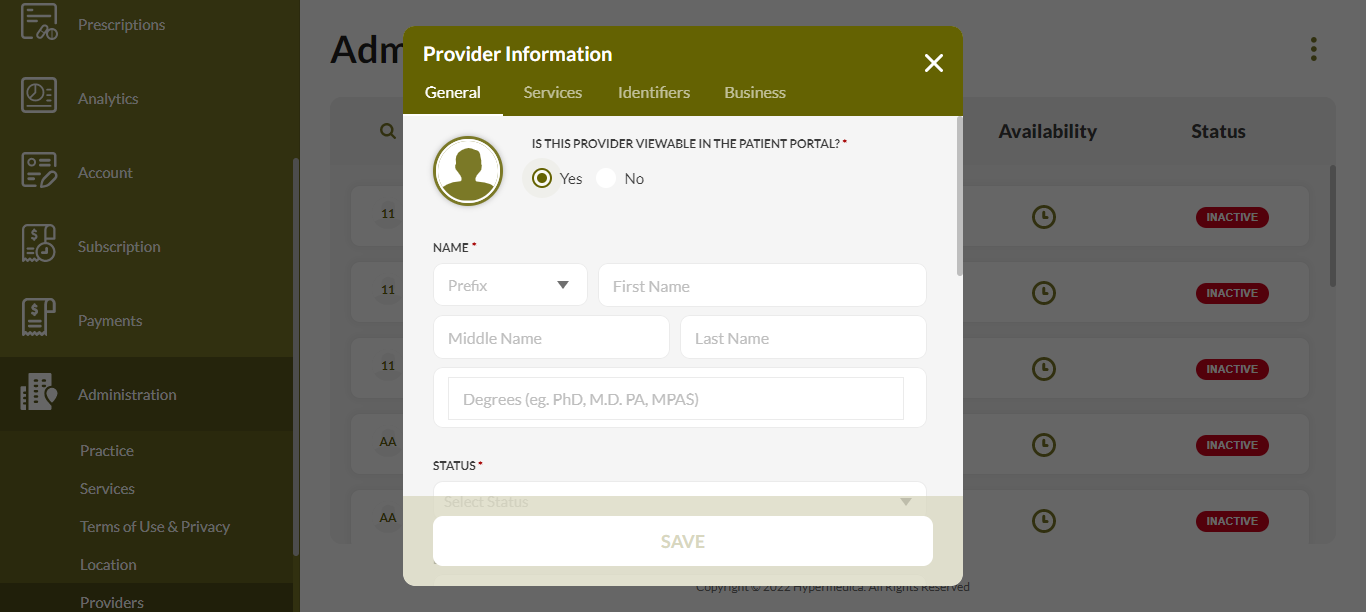 Prescriptions
Analytics
Account
Subscription
Payments
Administration
Practice
Services
Terms of Use & Privacy
Location
Providers
Adm
Provider Information
General Services Identifiers Business
IS THIS PROVIDER VIEWABLE IN THE PATIENT PORTAL? *
Yes No
NAME *
Prefix First Name
Middle Name Last Name
Degrees (eg. PhD, M.D. PA, MPAS)
STATUS *
Select Status
SAVE
Availability Status
11 INACTIVE
11 INACTIVE
11 INACTIVE
AA INACTIVE
AA INACTIVE
Copyright © 2022 Hypermedica. All Rights Reserved